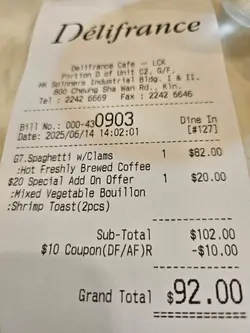 Délifrance
Delifrance Cafe – LCK
Portion D of Unit C2, G/F,
HK Spinners Industrial Bldg. I & II,
800 Cheung Sha Wan Rd., Kln.
Tel : 2242 6669 Fax : 2242 6646
Bill No.: 000-430903 Dine In
Date: 2025/06/14 14:02:01 [#127]
G7.Spaghetti w/Clams 1 $82.00
:Hot Freshly Brewed Coffee
$20 Special Add On Offer 1 $20.00
:Mixed Vegetable Bouillon
:Shrimp Toast(2pcs)
Sub-Total $102.00
$10 Coupon(DF/AF)R -$10.00
Grand Total $92.00